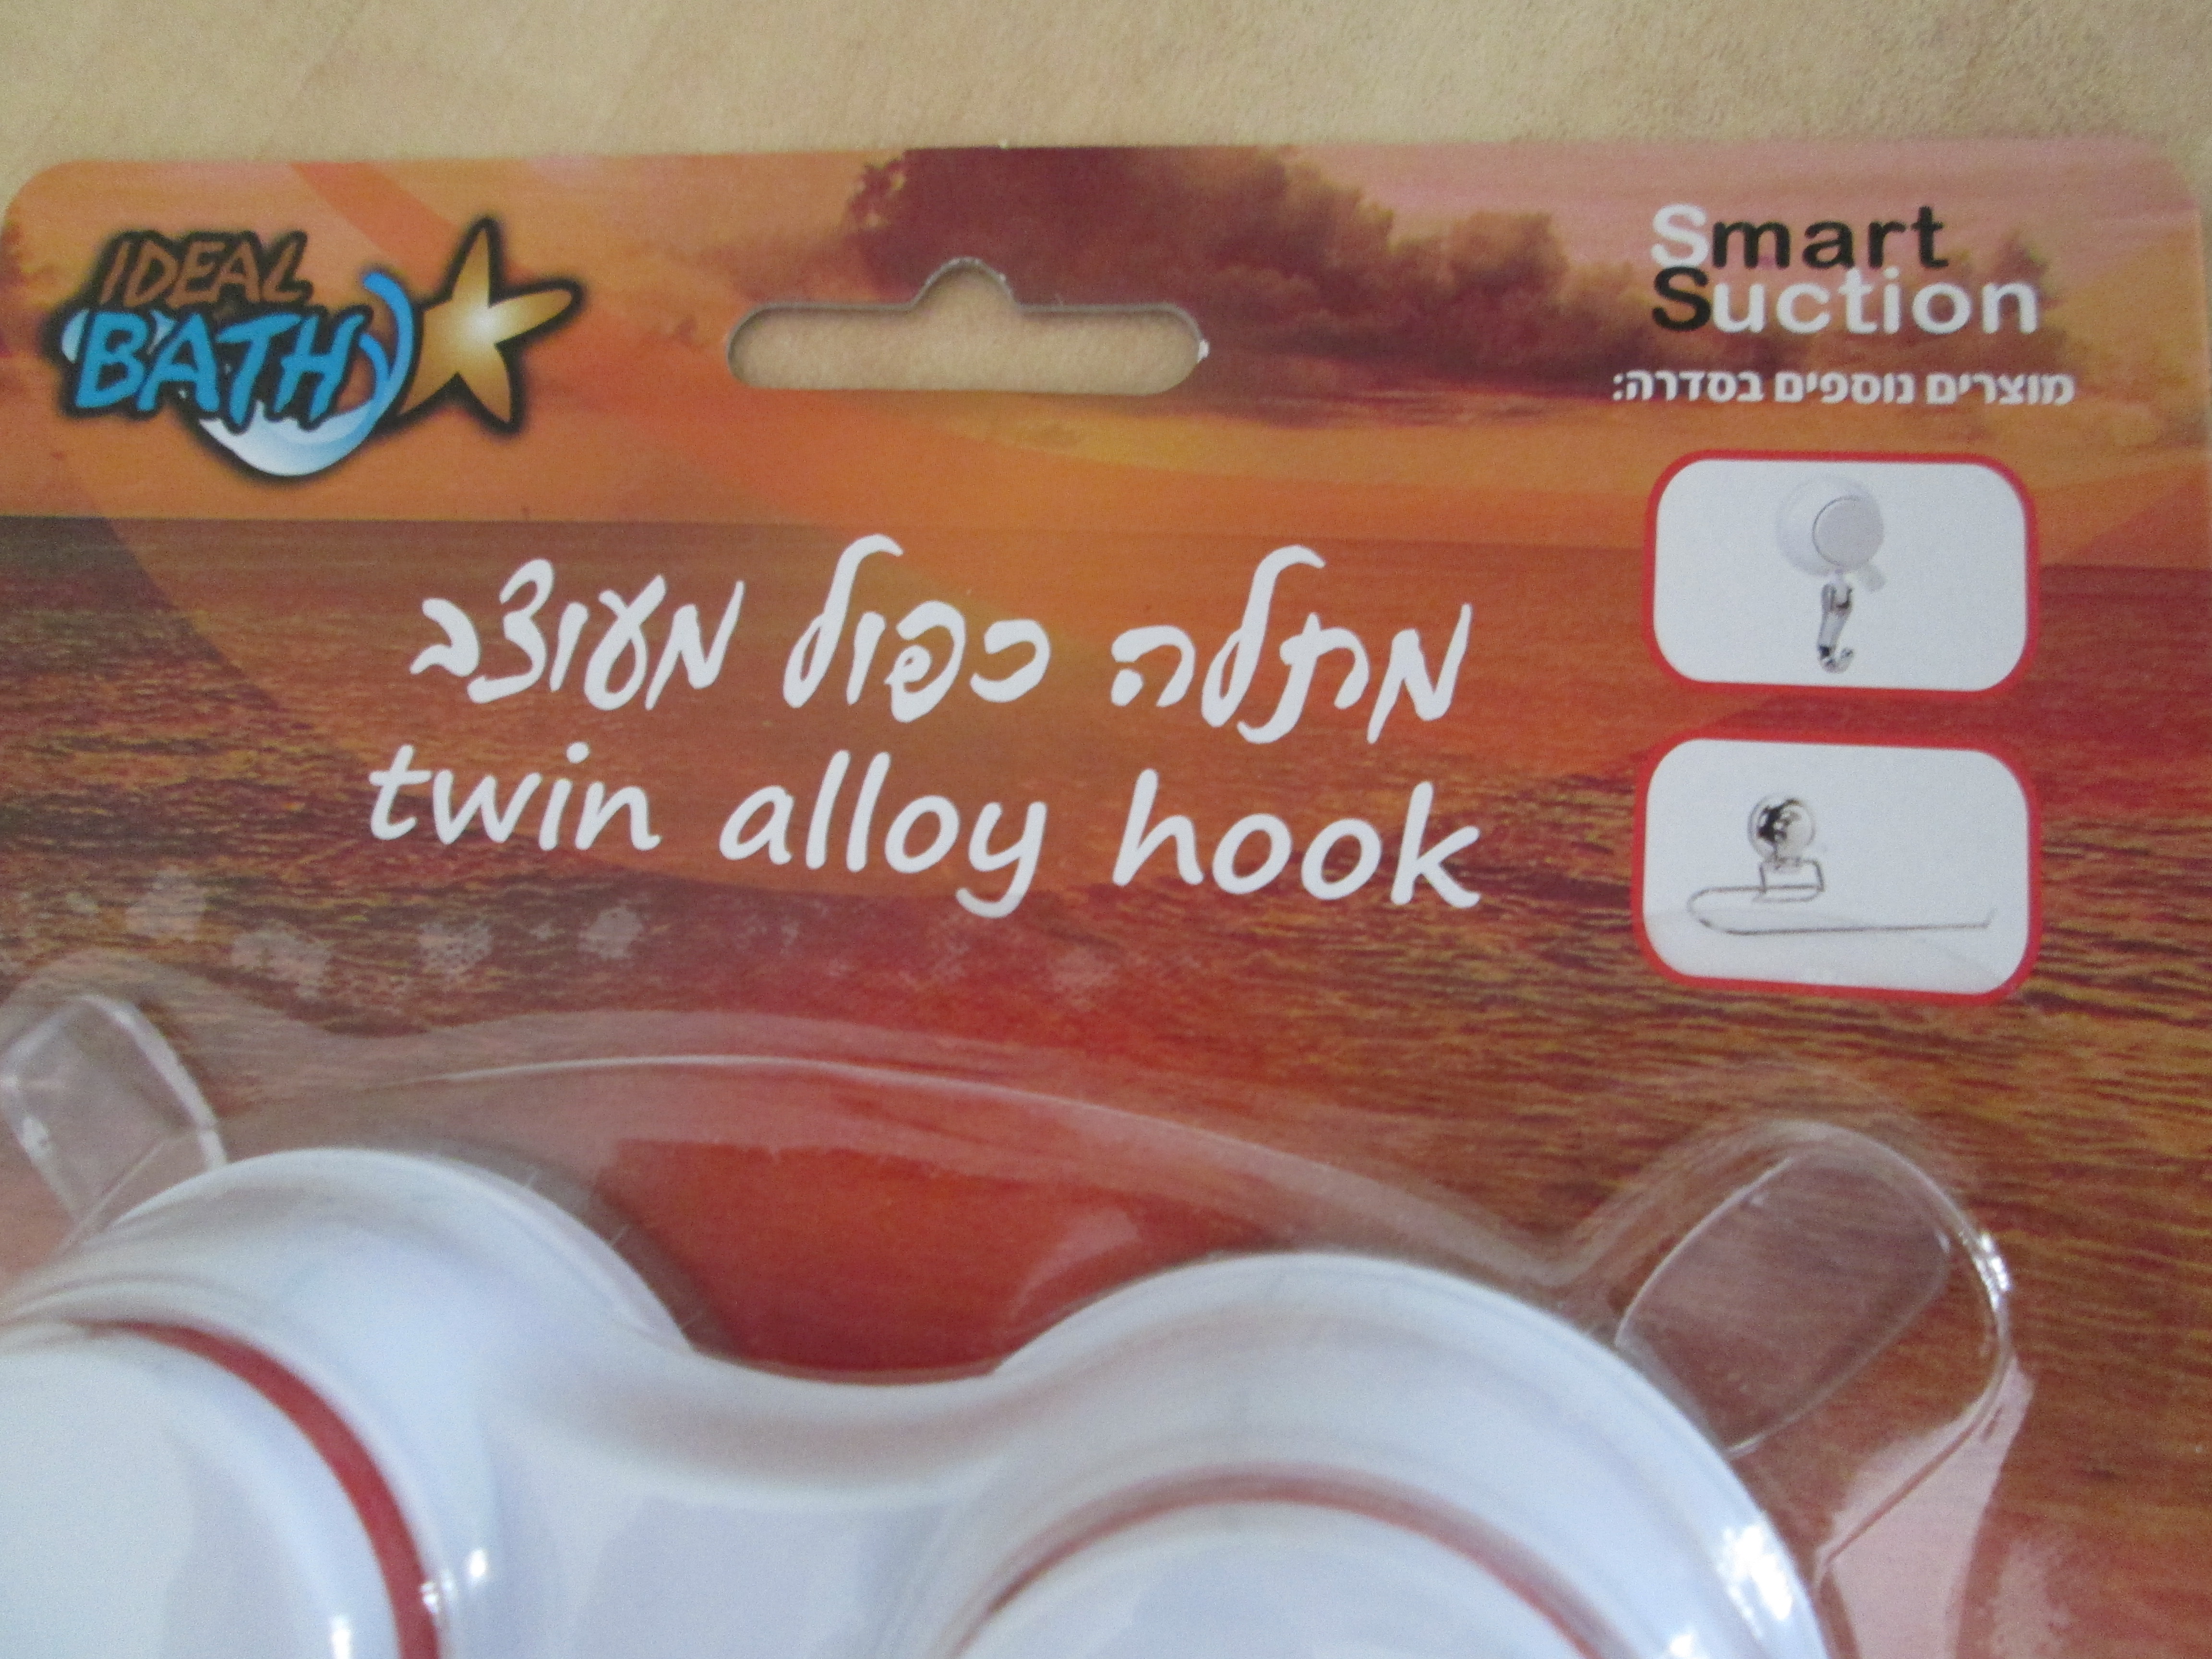 IDEAL
BATH
Smart
Suction
מוצרים נוספים בסדרה:
מתלה כפול מעוצב
twin alloy hook